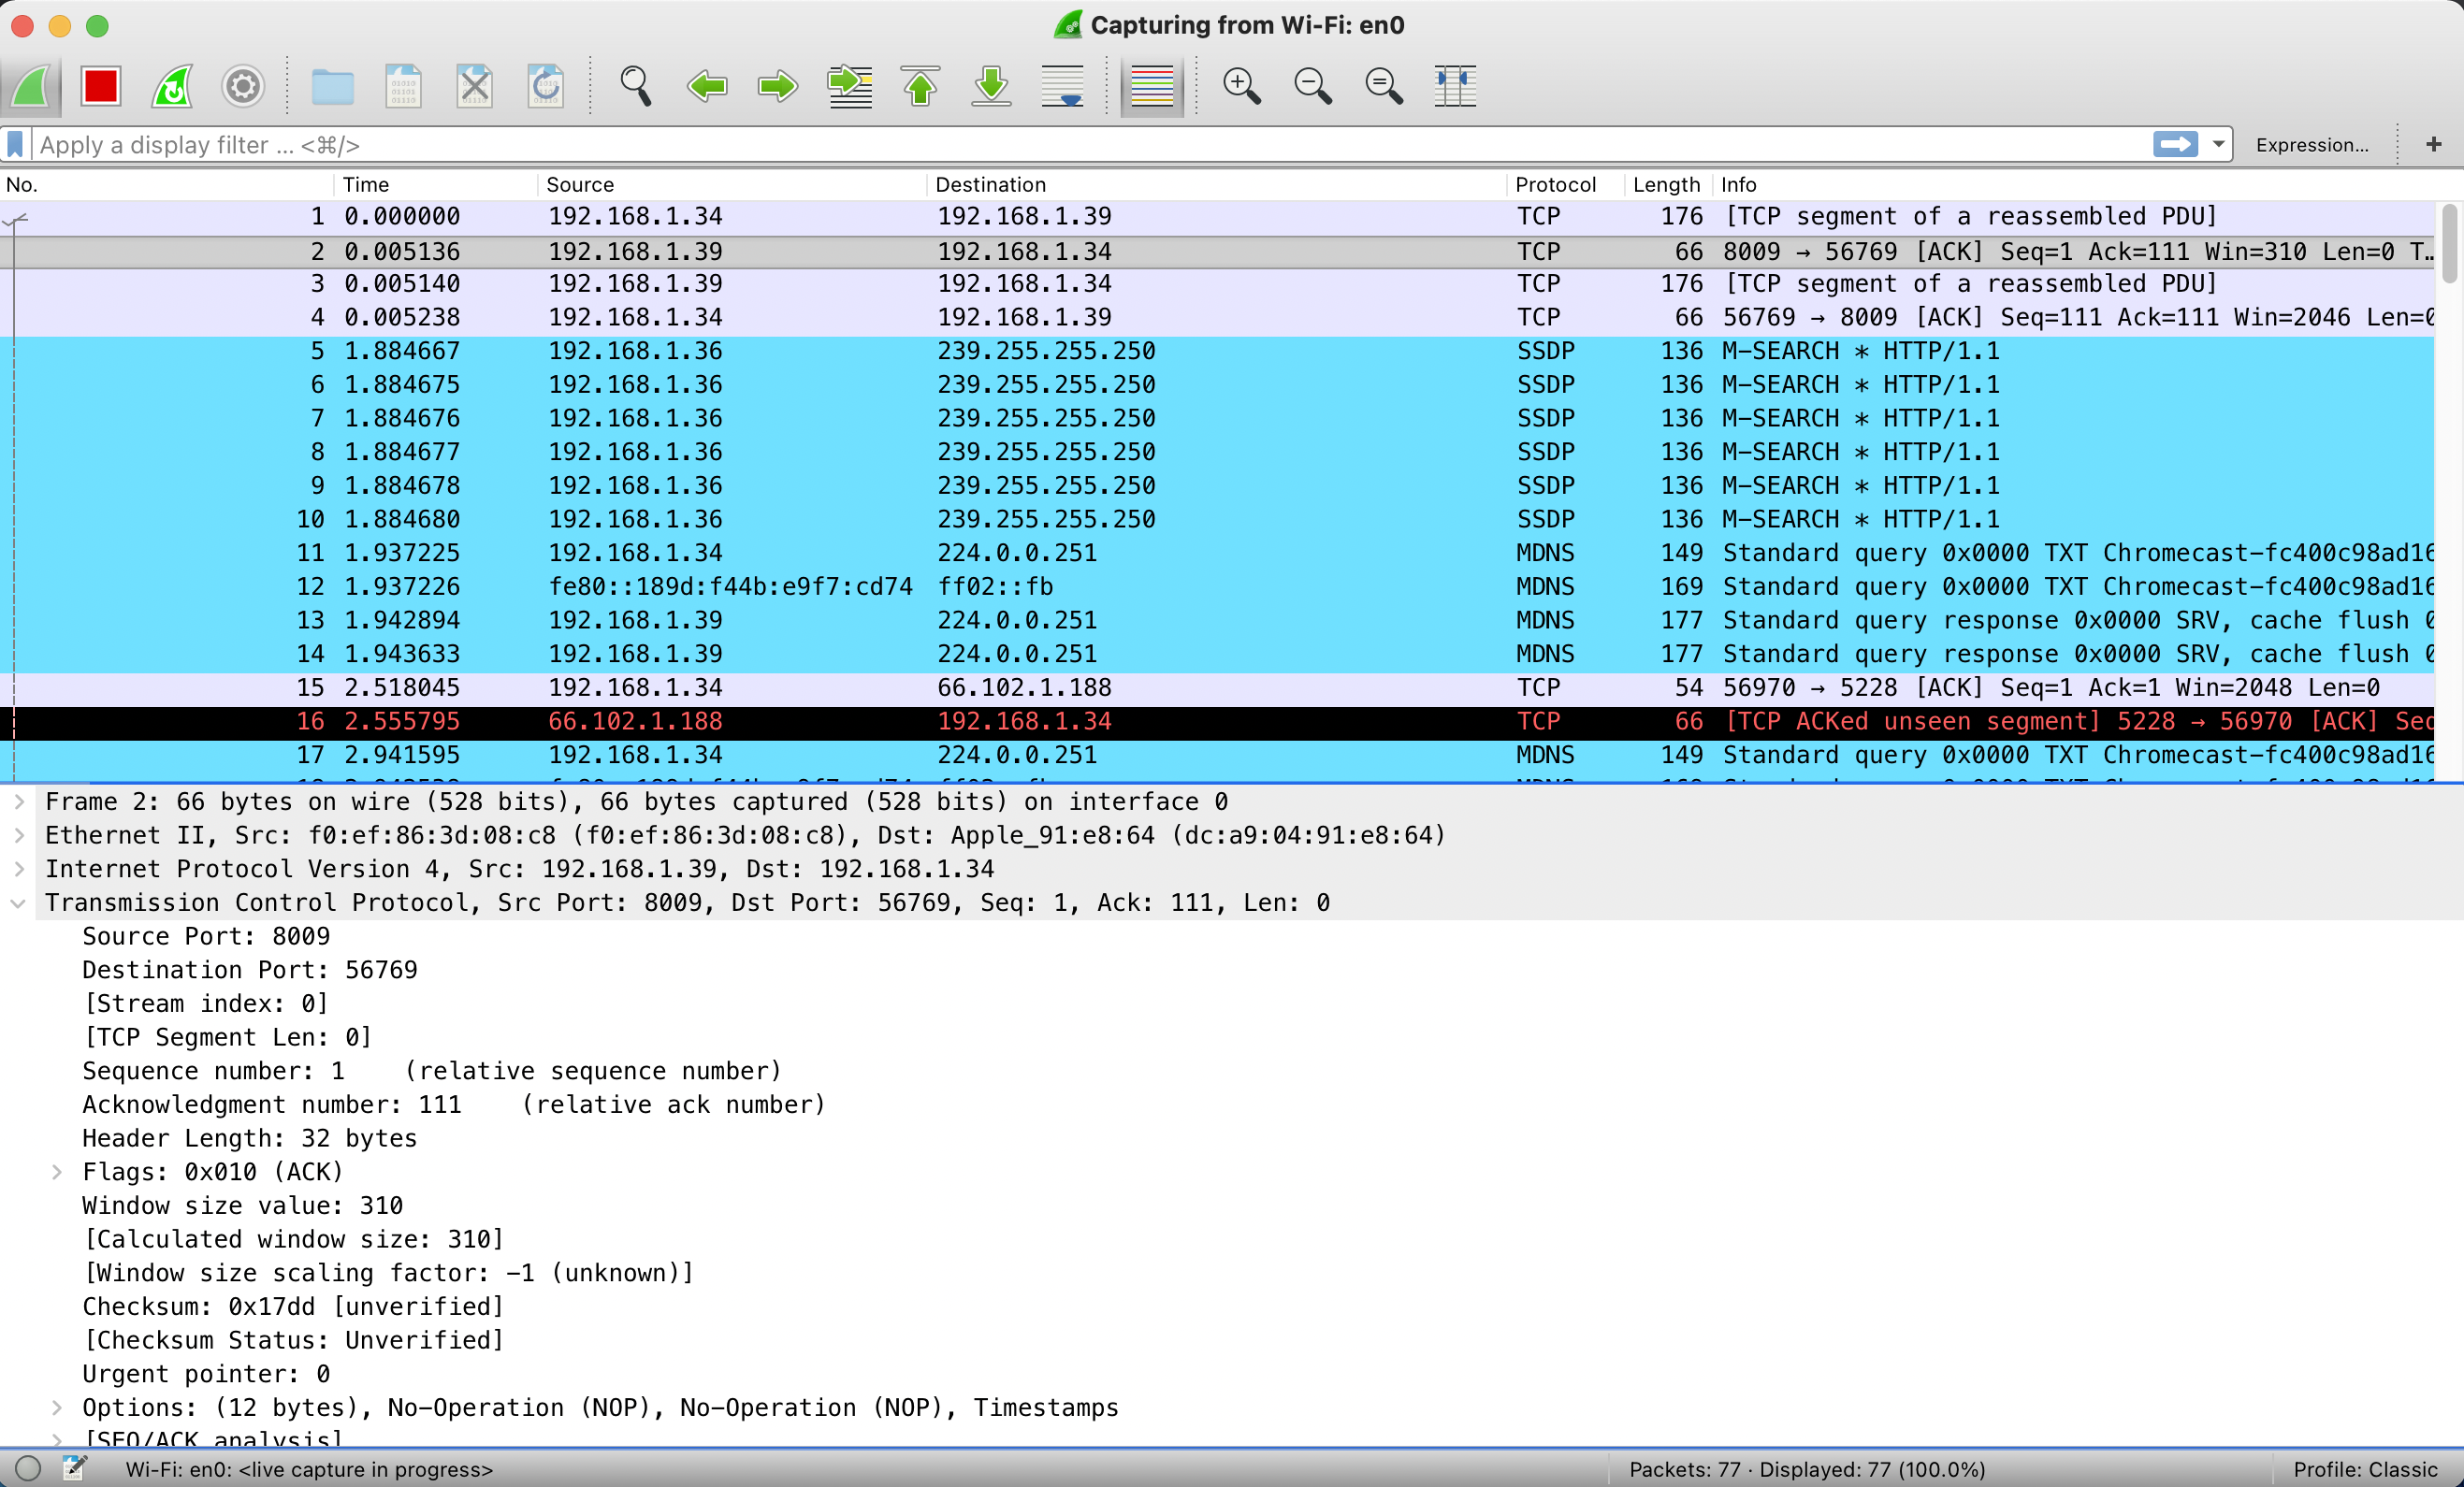 Capturing from Wi-Fi: en0
Apply a display filter ... <⌘/>
Expression...
+
No. Time Source Destination Protocol Length Info
1 0.000000 192.168.1.34 192.168.1.39 TCP 176 [TCP segment of a reassembled PDU]
2 0.005136 192.168.1.39 192.168.1.34 TCP 66 8009 → 56769 [ACK] Seq=1 Ack=111 Win=310 Len=0 T…
3 0.005140 192.168.1.39 192.168.1.34 TCP 176 [TCP segment of a reassembled PDU]
4 0.005238 192.168.1.34 192.168.1.39 TCP 66 56769 → 8009 [ACK] Seq=111 Ack=111 Win=2046 Len=0
5 1.884667 192.168.1.36 239.255.255.250 SSDP 136 M-SEARCH * HTTP/1.1
6 1.884675 192.168.1.36 239.255.255.250 SSDP 136 M-SEARCH * HTTP/1.1
7 1.884676 192.168.1.36 239.255.255.250 SSDP 136 M-SEARCH * HTTP/1.1
8 1.884677 192.168.1.36 239.255.255.250 SSDP 136 M-SEARCH * HTTP/1.1
9 1.884678 192.168.1.36 239.255.255.250 SSDP 136 M-SEARCH * HTTP/1.1
10 1.884680 192.168.1.36 239.255.255.250 SSDP 136 M-SEARCH * HTTP/1.1
11 1.937225 192.168.1.34 224.0.0.251 MDNS 149 Standard query 0x0000 TXT Chromecast-fc400c98ad16
12 1.937226 fe80::189d:f44b:e9f7:cd74 ff02::fb MDNS 169 Standard query 0x0000 TXT Chromecast-fc400c98ad16
13 1.942894 192.168.1.39 224.0.0.251 MDNS 177 Standard query response 0x0000 SRV, cache flush 0
14 1.943633 192.168.1.39 224.0.0.251 MDNS 177 Standard query response 0x0000 SRV, cache flush 0
15 2.518045 192.168.1.34 66.102.1.188 TCP 54 56970 → 5228 [ACK] Seq=1 Ack=1 Win=2048 Len=0
16 2.555795 66.102.1.188 192.168.1.34 TCP 66 [TCP ACKed unseen segment] 5228 → 56970 [ACK] Seq
17 2.941595 192.168.1.34 224.0.0.251 MDNS 149 Standard query 0x0000 TXT Chromecast-fc400c98ad16
Frame 2: 66 bytes on wire (528 bits), 66 bytes captured (528 bits) on interface 0
Ethernet II, Src: f0:ef:86:3d:08:c8 (f0:ef:86:3d:08:c8), Dst: Apple_91:e8:64 (dc:a9:04:91:e8:64)
Internet Protocol Version 4, Src: 192.168.1.39, Dst: 192.168.1.34
Transmission Control Protocol, Src Port: 8009, Dst Port: 56769, Seq: 1, Ack: 111, Len: 0
Source Port: 8009
Destination Port: 56769
[Stream index: 0]
[TCP Segment Len: 0]
Sequence number: 1    (relative sequence number)
Acknowledgment number: 111    (relative ack number)
Header Length: 32 bytes
Flags: 0x010 (ACK)
Window size value: 310
[Calculated window size: 310]
[Window size scaling factor: -1 (unknown)]
Checksum: 0x17dd [unverified]
[Checksum Status: Unverified]
Urgent pointer: 0
Options: (12 bytes), No-Operation (NOP), No-Operation (NOP), Timestamps
[SEQ/ACK analysis]
Wi-Fi: en0: <live capture in progress>
Packets: 77 · Displayed: 77 (100.0%)
Profile: Classic